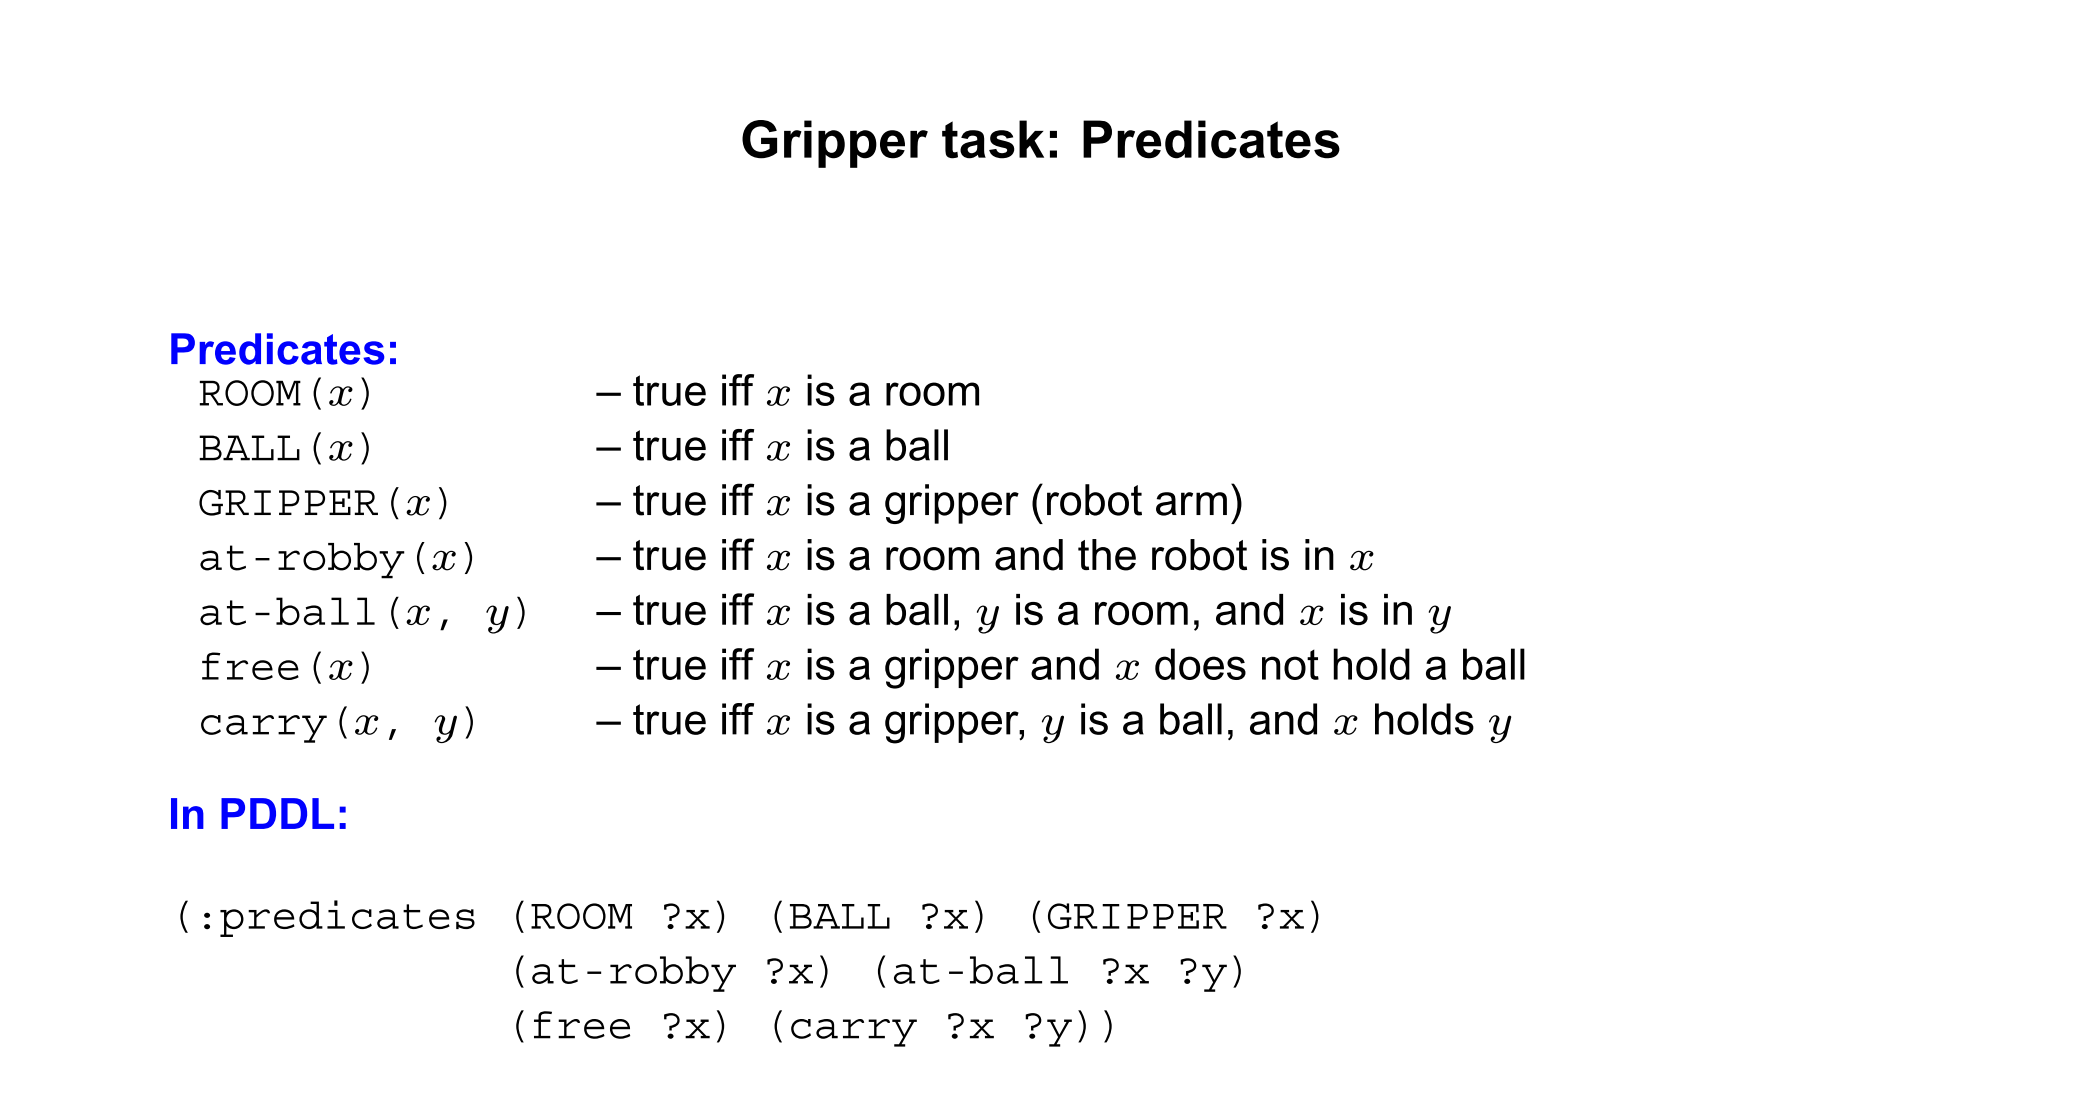 Gripper task: Predicates
Predicates:
ROOM(x) – true iff x is a room
BALL(x) – true iff x is a ball
GRIPPER(x) – true iff x is a gripper (robot arm)
at-robby(x) – true iff x is a room and the robot is in x
at-ball(x, y) – true iff x is a ball, y is a room, and x is in y
free(x) – true iff x is a gripper and x does not hold a ball
carry(x, y) – true iff x is a gripper, y is a ball, and x holds y
In PDDL:
(:predicates (ROOM ?x) (BALL ?x) (GRIPPER ?x)
(at-robby ?x) (at-ball ?x ?y)
(free ?x) (carry ?x ?y))